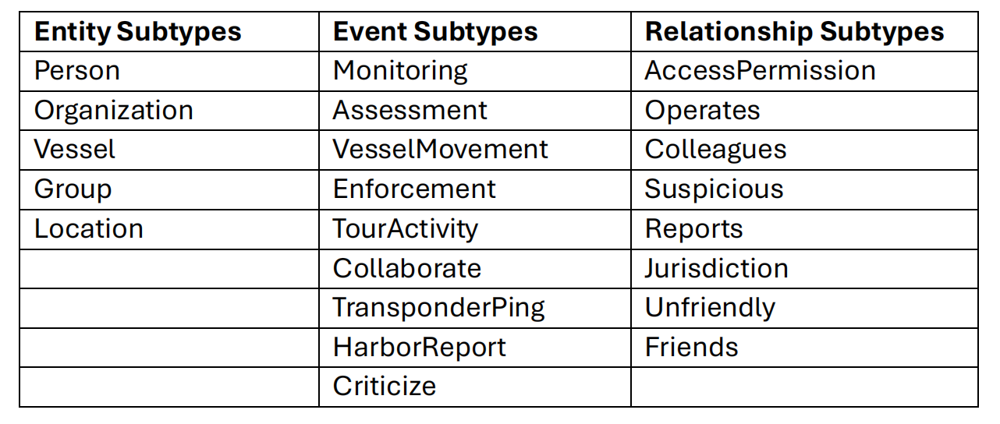 Entity Subtypes Event Subtypes Relationship Subtypes
Person Monitoring AccessPermission
Organization Assessment Operates
Vessel VesselMovement Colleagues
Group Enforcement Suspicious
Location TourActivity Reports
Collaborate Jurisdiction
TransponderPing Unfriendly
HarborReport Friends
Criticize